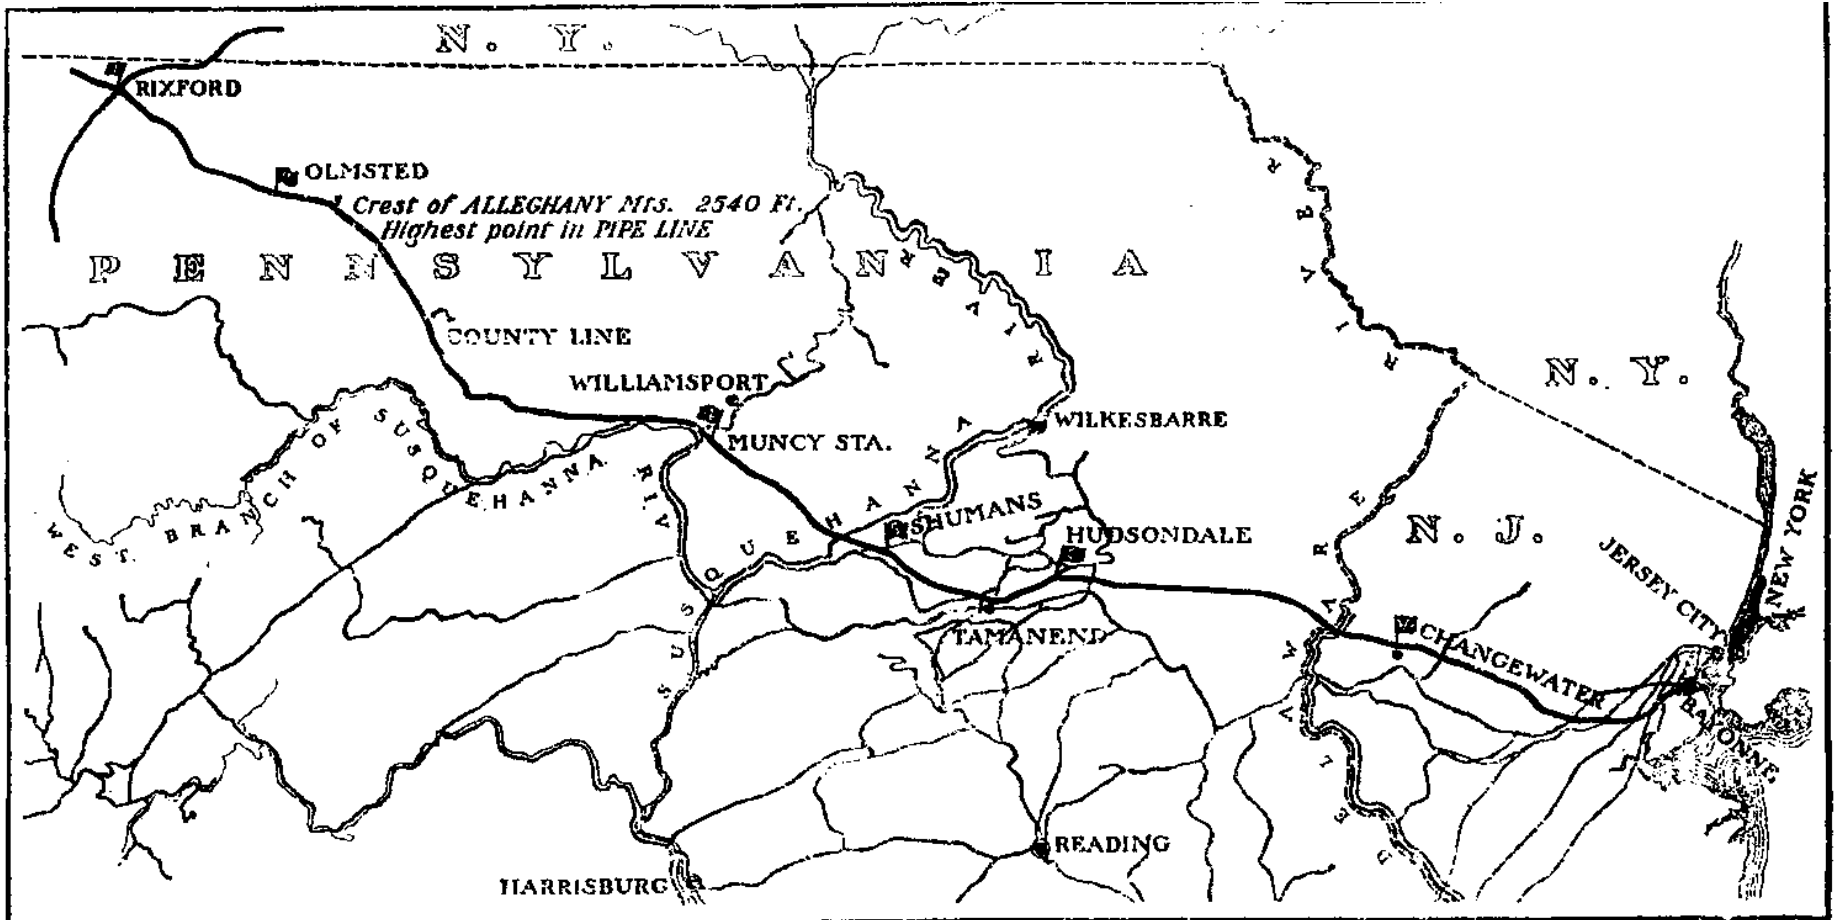 N. Y.
RIXFORD
OLMSTED
Crest of ALLEGHANY Mts. 2540 Ft.
Highest point in PIPE LINE
PENNSYLVANIA
COUNTY LINE
WILLIAMSPORT
MUNCY STA.
WEST. BRANCH OF SUSQUEHANNA
RIV.
SUSQUEHANNA
RIVER
WILKESBARRE
SHUMANS
HUDSONDALE
TAMANEND
HARRISBURG
READING
DELAWARE
RIVER
N. Y.
N. J.
CHANGEWATER
JERSEY CITY
NEW YORK
BAYONNE.